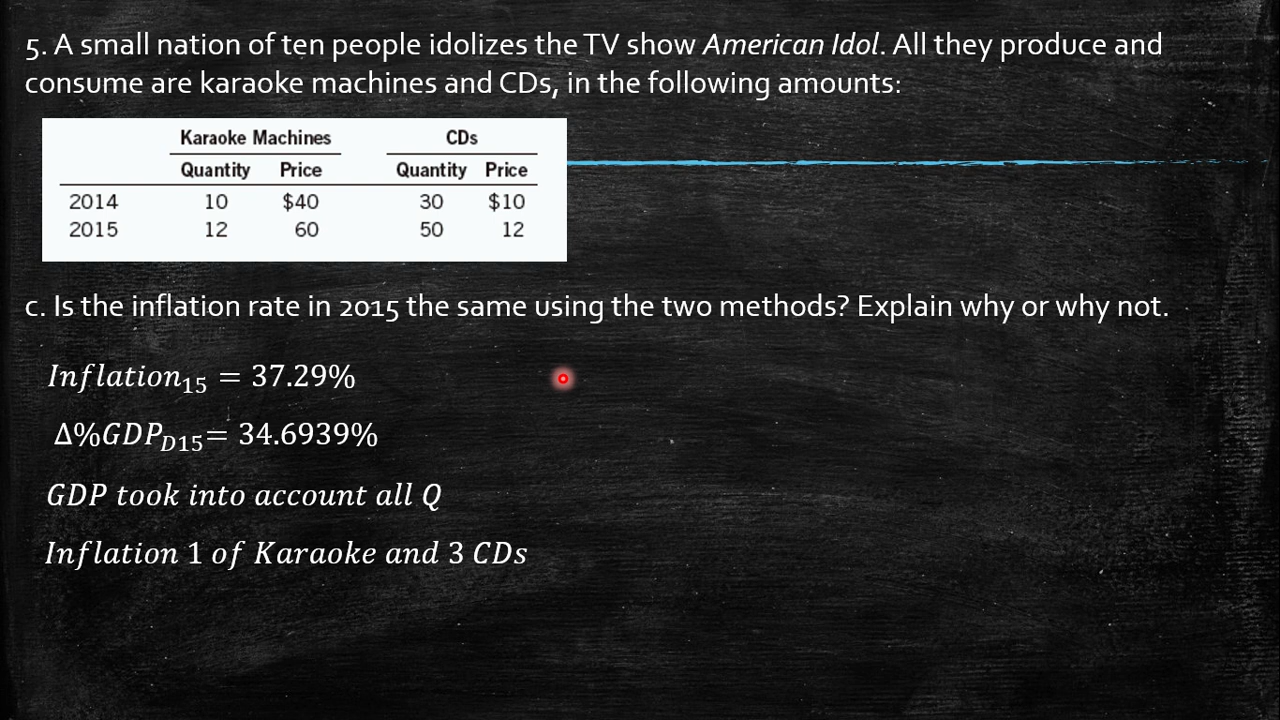 5. A small nation of ten people idolizes the TV show American Idol. All they produce and
consume are karaoke machines and CDs, in the following amounts:
Karaoke Machines CDs
Quantity Price Quantity Price
2014 10 $40 30 $10
2015 12 60 50 12
c. Is the inflation rate in 2015 the same using the two methods? Explain why or why not.
Inflation₁₅ = 37.29%
Δ%GDP_D15= 34.6939%
GDP took into account all Q
Inflation 1 of Karaoke and 3 CDs